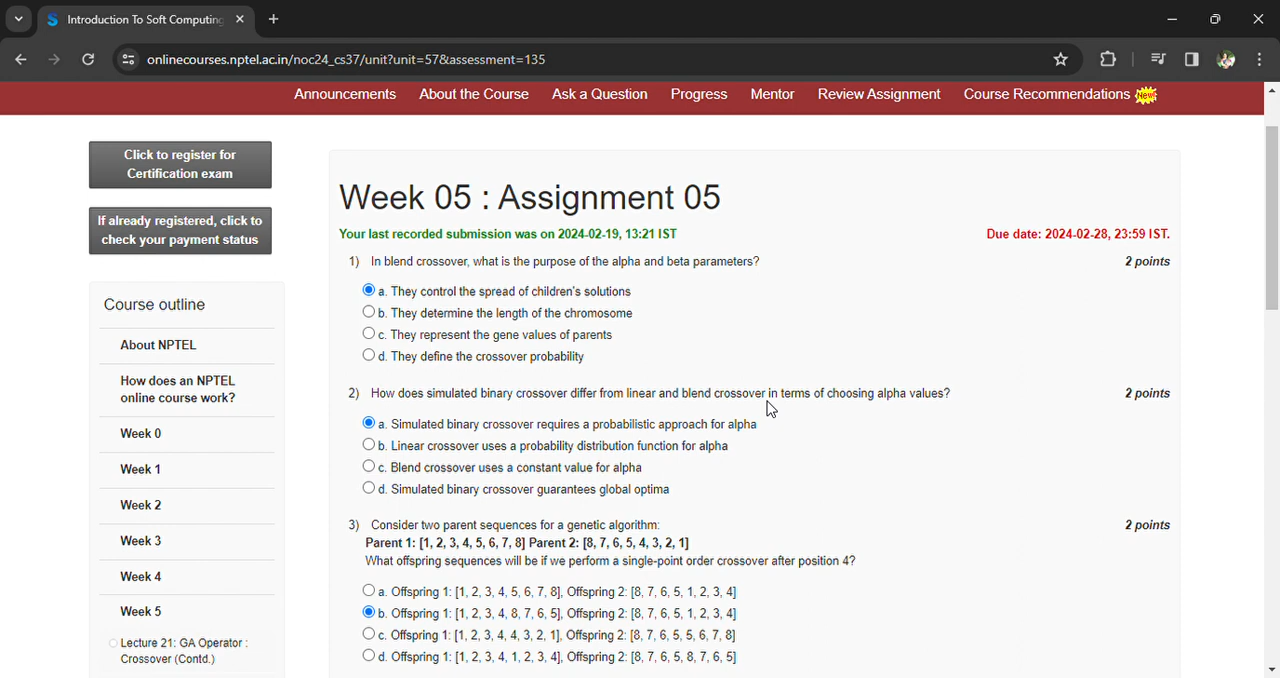 Introduction To Soft Computing
onlinecourses.nptel.ac.in/noc24_cs37/unit?unit=57&assessment=135
Announcements About the Course Ask a Question Progress Mentor Review Assignment Course Recommendations New!
Click to register for
Certification exam
If already registered, click to
check your payment status
Course outline
About NPTEL
How does an NPTEL
online course work?
Week 0
Week 1
Week 2
Week 3
Week 4
Week 5
Lecture 21: GA Operator :
Crossover (Contd.)
Week 05 : Assignment 05
Your last recorded submission was on 2024-02-19, 13:21 IST Due date: 2024-02-28, 23:59 IST.
1) In blend crossover, what is the purpose of the alpha and beta parameters? 2 points
a. They control the spread of children's solutions
b. They determine the length of the chromosome
c. They represent the gene values of parents
d. They define the crossover probability
2) How does simulated binary crossover differ from linear and blend crossover in terms of choosing alpha values? 2 points
a. Simulated binary crossover requires a probabilistic approach for alpha
b. Linear crossover uses a probability distribution function for alpha
c. Blend crossover uses a constant value for alpha
d. Simulated binary crossover guarantees global optima
3) Consider two parent sequences for a genetic algorithm: 2 points
Parent 1: [1, 2, 3, 4, 5, 6, 7, 8] Parent 2: [8, 7, 6, 5, 4, 3, 2, 1]
What offspring sequences will be if we perform a single-point order crossover after position 4?
a. Offspring 1: [1, 2, 3, 4, 5, 6, 7, 8], Offspring 2: [8, 7, 6, 5, 1, 2, 3, 4]
b. Offspring 1: [1, 2, 3, 4, 8, 7, 6, 5], Offspring 2: [8, 7, 6, 5, 1, 2, 3, 4]
c. Offspring 1: [1, 2, 3, 4, 4, 3, 2, 1], Offspring 2: [8, 7, 6, 5, 5, 6, 7, 8]
d. Offspring 1: [1, 2, 3, 4, 1, 2, 3, 4], Offspring 2: [8, 7, 6, 5, 8, 7, 6, 5]